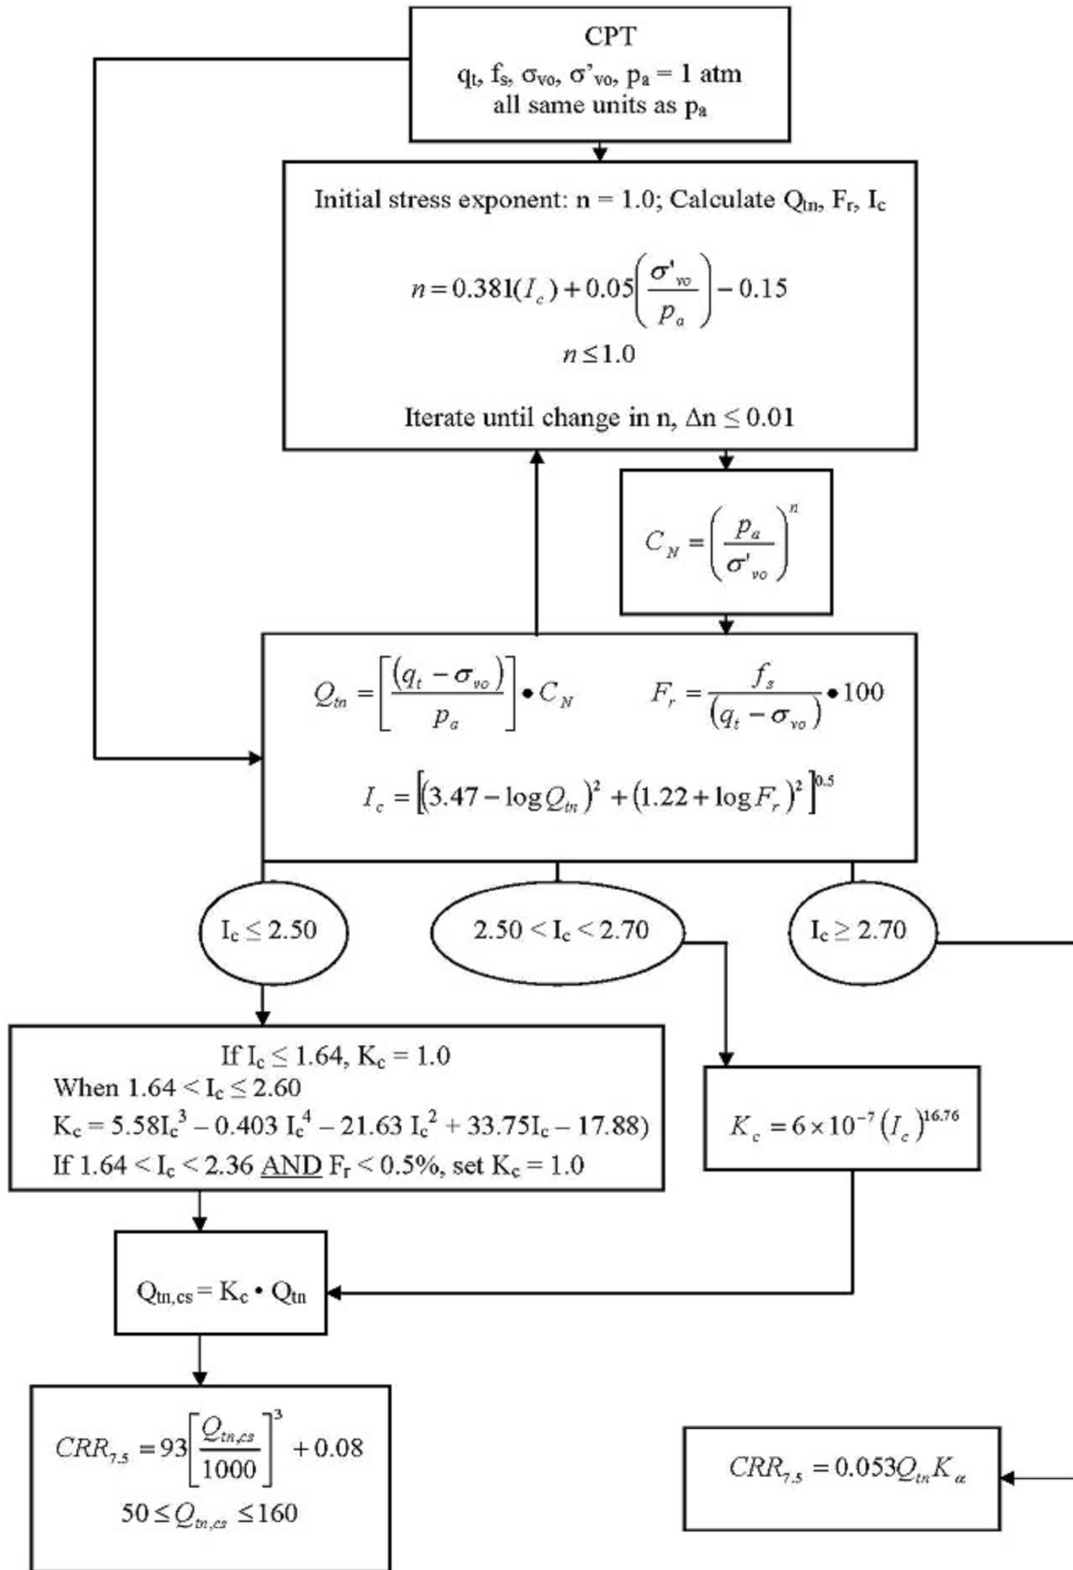 CPT
qt, fs, σvo, σ'vo, pa = 1 atm
all same units as pa
Initial stress exponent: n = 1.0; Calculate Qtn, Fr, Ic
n = 0.381(Ic) + 0.05(σ'vo / pa) − 0.15
n ≤ 1.0
Iterate until change in n, Δn ≤ 0.01
CN = (pa / σ'vo)^n
Qtn = [(qt − σvo) / pa] • CN
Fr = fs / (qt − σvo) • 100
Ic = [(3.47 − log Qtn)^2 + (1.22 + log Fr)^2]^0.5
Ic ≤ 2.50
2.50 < Ic < 2.70
Ic ≥ 2.70
If Ic ≤ 1.64, Kc = 1.0
When 1.64 < Ic ≤ 2.60
Kc = 5.58Ic^3 – 0.403 Ic^4 – 21.63 Ic^2 + 33.75Ic – 17.88)
If 1.64 < Ic < 2.36 AND Fr < 0.5%, set Kc = 1.0
Kc = 6 × 10^-7 (Ic)^16.76
Qtn,cs = Kc • Qtn
CRR7.5 = 93[Qtn,cs / 1000]^3 + 0.08
50 ≤ Qtn,cs ≤ 160
CRR7.5 = 0.053QtnKα